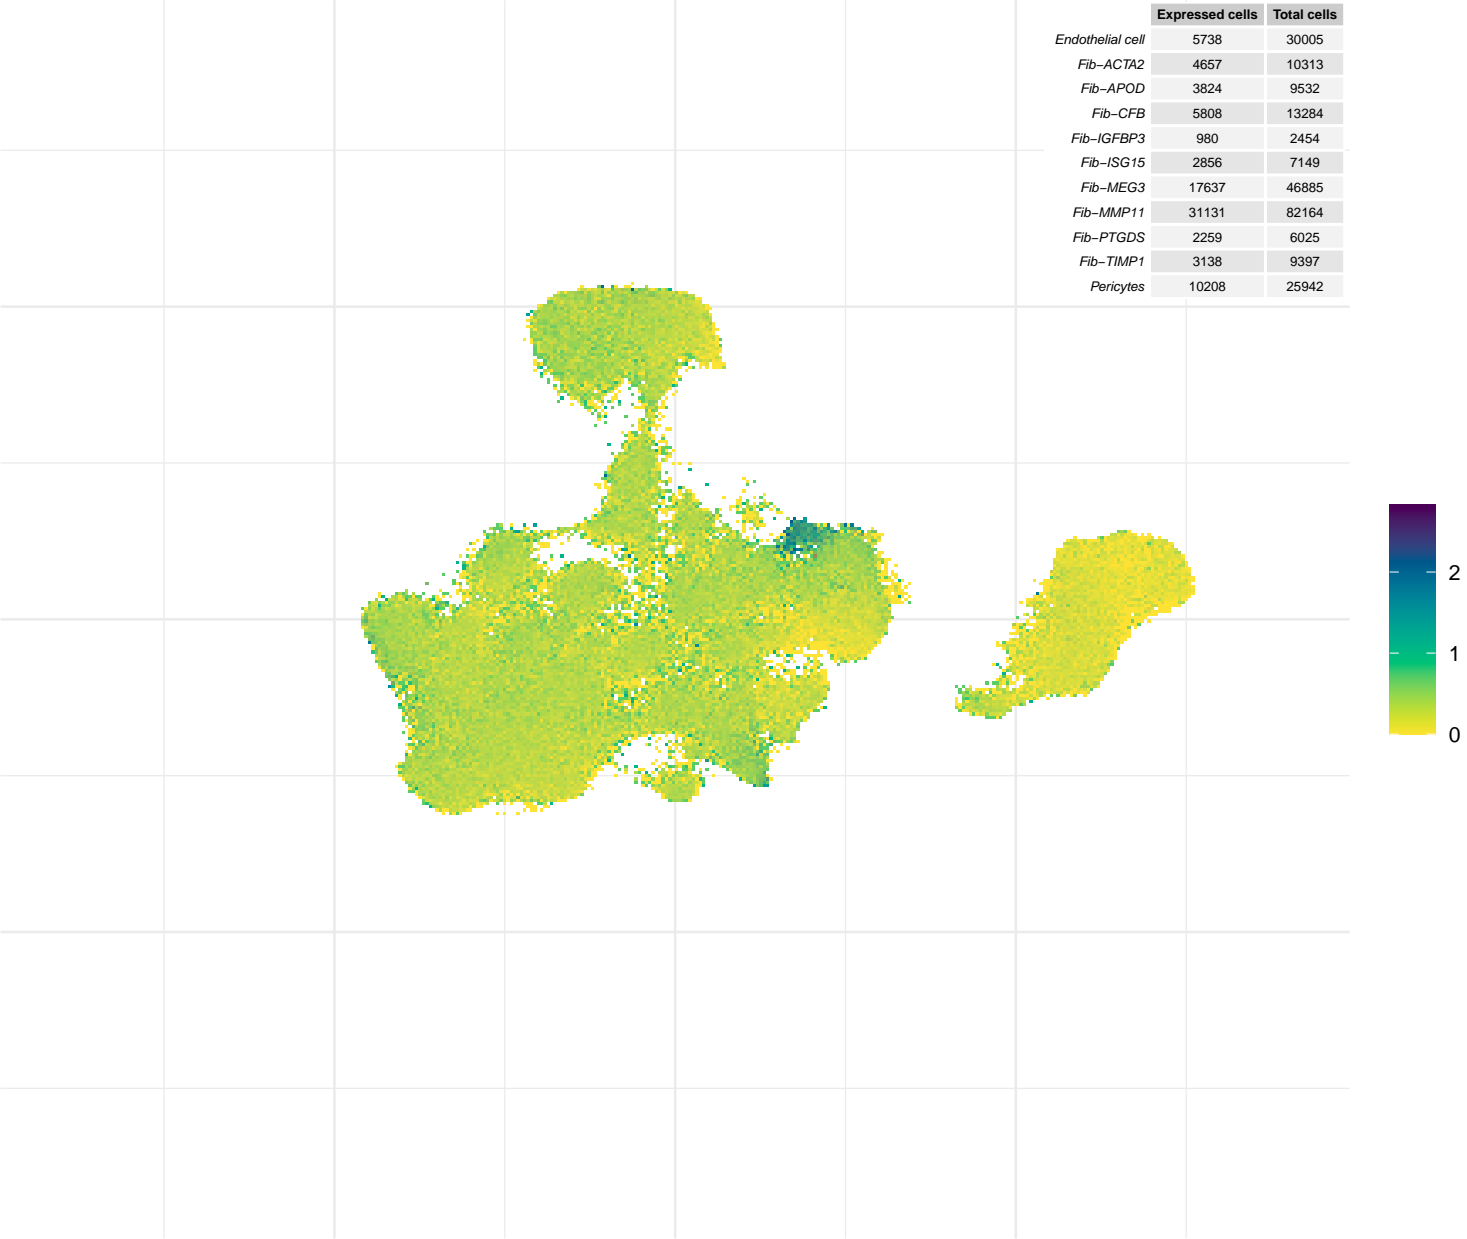 Expressed cells Total cells
Endothelial cell 5738 30005
Fib−ACTA2 4657 10313
Fib−APOD 3824 9532
Fib−CFB 5808 13284
Fib−IGFBP3 980 2454
Fib−ISG15 2856 7149
Fib−MEG3 17637 46885
Fib−MMP11 31131 82164
Fib−PTGDS 2259 6025
Fib−TIMP1 3138 9397
Pericytes 10208 25942
2
1
0